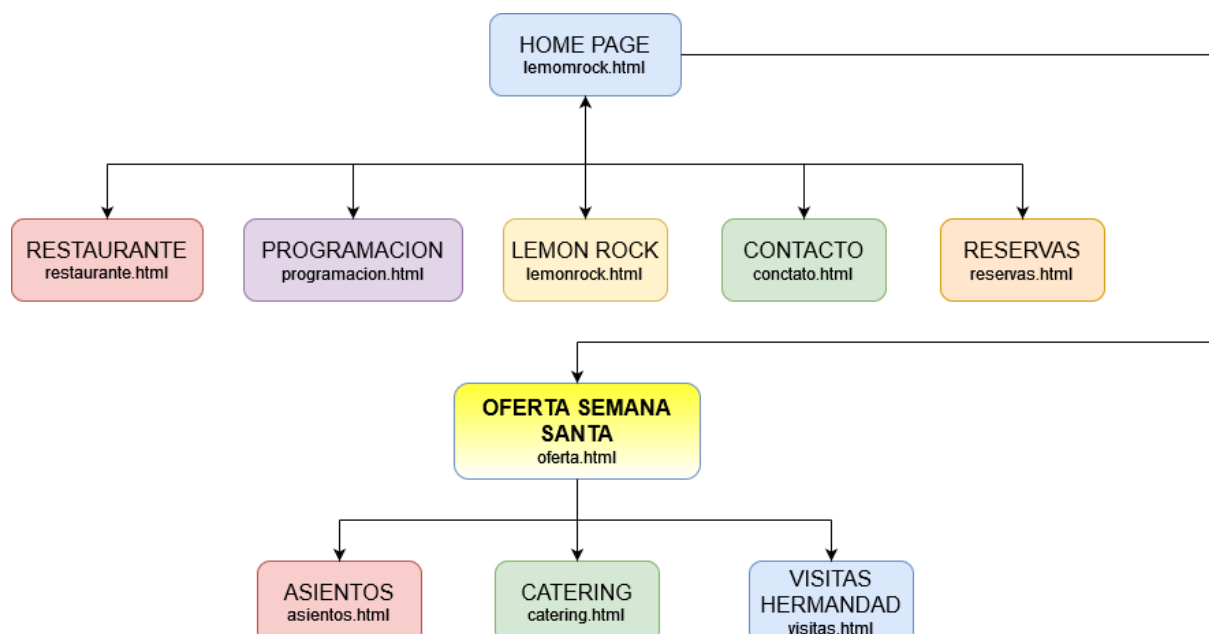 HOME PAGE
lemomrock.html
RESTAURANTE
restaurante.html
PROGRAMACION
programacion.html
LEMON ROCK
lemonrock.html
CONTACTO
conctato.html
RESERVAS
reservas.html
OFERTA SEMANA
SANTA
oferta.html
ASIENTOS
asientos.html
CATERING
catering.html
VISITAS
HERMANDAD
visitas.html